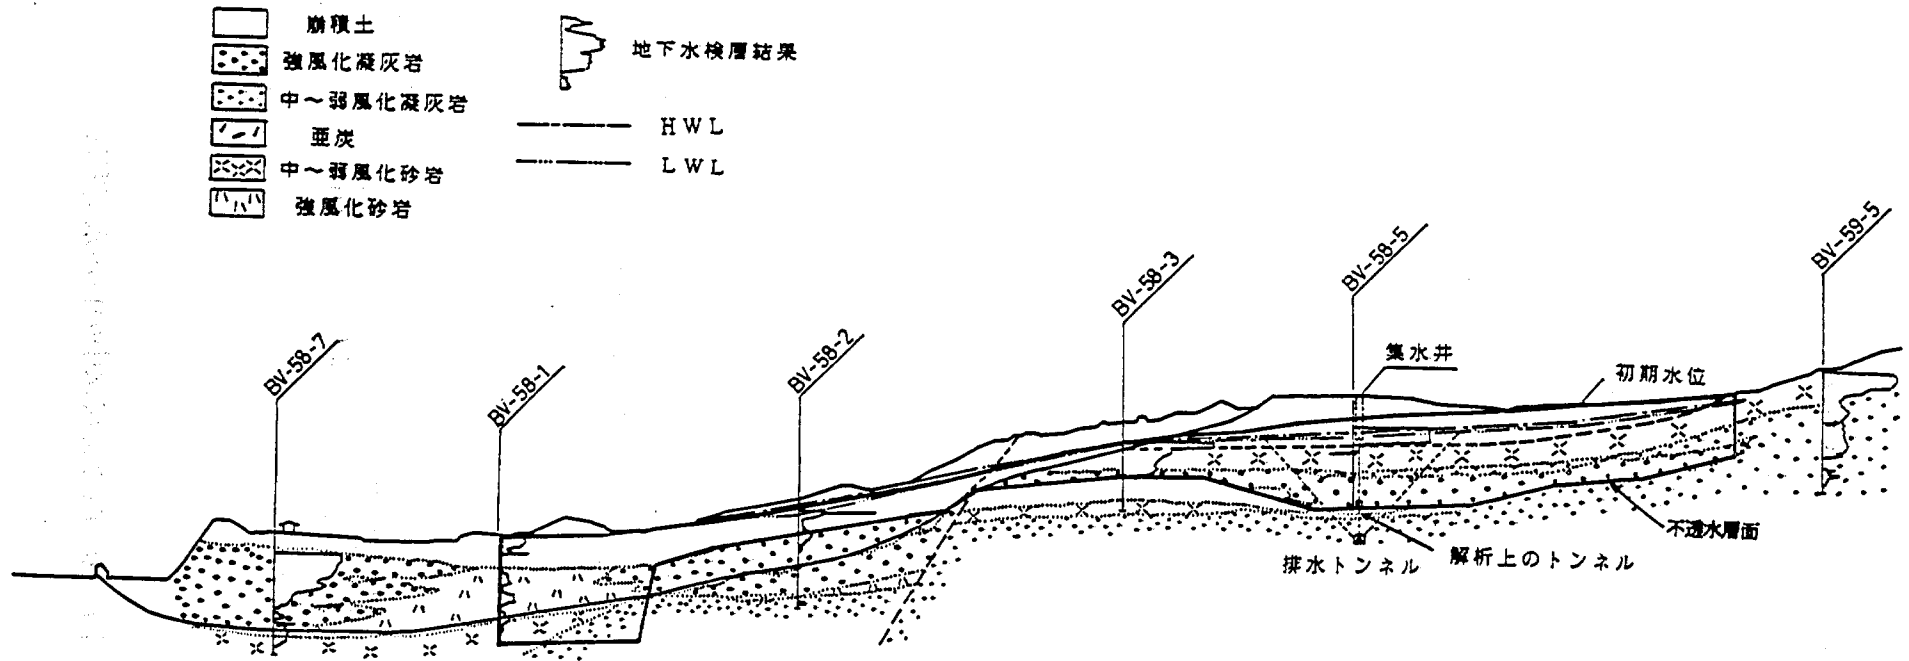 崩積土
強風化凝灰岩
中～弱風化凝灰岩
亜炭
中～弱風化砂岩
強風化砂岩
地下水検層結果
HWL
LWL
BV-58-7
BV-58-1
BV-58-2
BV-58-3
BV-58-5
BV-59-5
集水井
初期水位
不透水層面
排水トンネル
解析上のトンネル